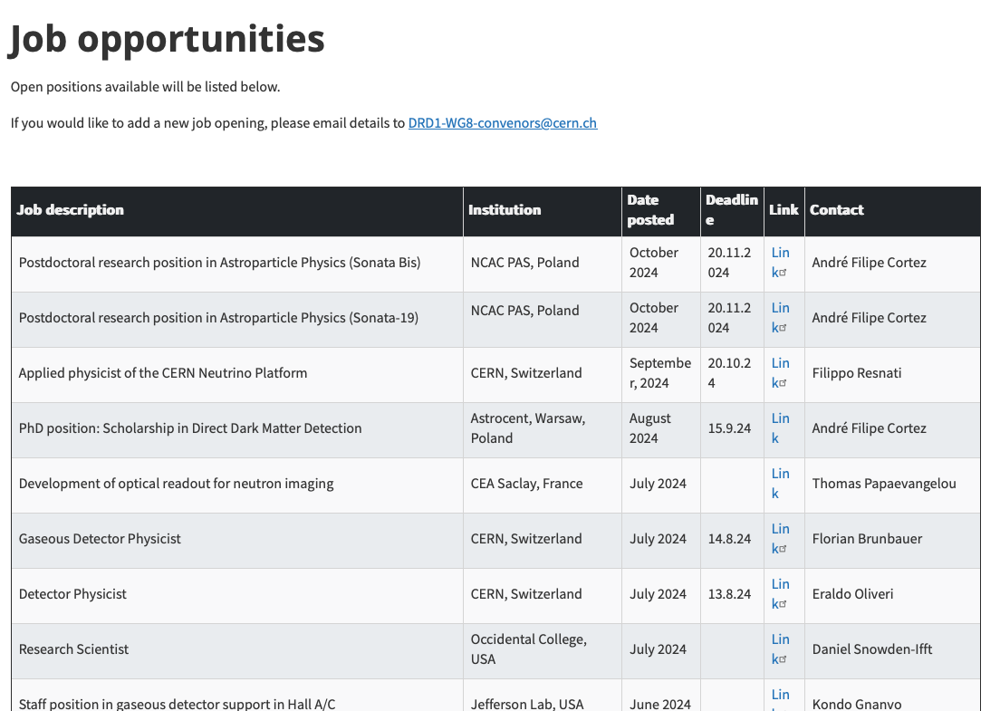 Job opportunities
Open positions available will be listed below.
If you would like to add a new job opening, please email details to DRD1-WG8-convenors@cern.ch
Job description Institution Date posted Deadline Link Contact
Postdoctoral research position in Astroparticle Physics (Sonata Bis) NCAC PAS, Poland October 2024 20.11.2024 Link André Filipe Cortez
Postdoctoral research position in Astroparticle Physics (Sonata-19) NCAC PAS, Poland October 2024 20.11.2024 Link André Filipe Cortez
Applied physicist of the CERN Neutrino Platform CERN, Switzerland September, 2024 20.10.24 Link Filippo Resnati
PhD position: Scholarship in Direct Dark Matter Detection Astrocent, Warsaw, Poland August 2024 15.9.24 Link André Filipe Cortez
Development of optical readout for neutron imaging CEA Saclay, France July 2024 Link Thomas Papaevangelou
Gaseous Detector Physicist CERN, Switzerland July 2024 14.8.24 Link Florian Brunbauer
Detector Physicist CERN, Switzerland July 2024 13.8.24 Link Eraldo Oliveri
Research Scientist Occidental College, USA July 2024 Link Daniel Snowden-Ifft
Staff position in gaseous detector support in Hall A/C Jefferson Lab, USA June 2024 Lin Kondo Gnanvo